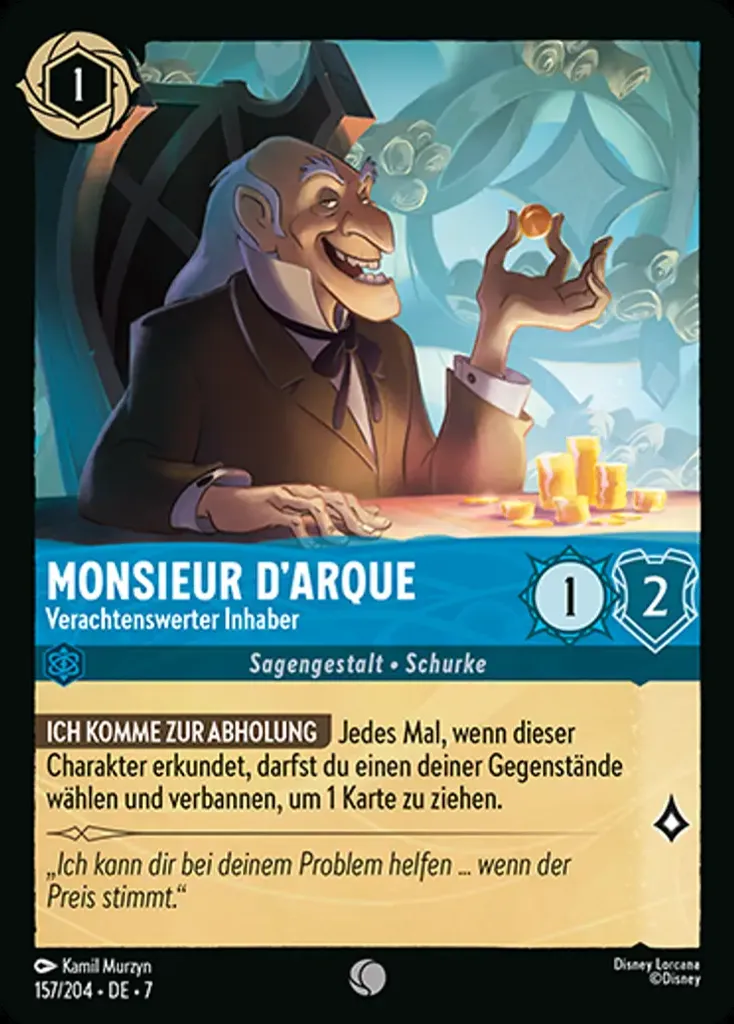 1
MONSIEUR D'ARQUE
Verachtenswerter Inhaber
1
2
Sagengestalt • Schurke
ICH KOMME ZUR ABHOLUNG Jedes Mal, wenn dieser
Charakter erkundet, darfst du einen deiner Gegenstände
wählen und verbannen, um 1 Karte zu ziehen.
„Ich kann dir bei deinem Problem helfen ... wenn der
Preis stimmt.“
Kamil Murzyn
157/204 • DE • 7
Disney Lorcana
©Disney